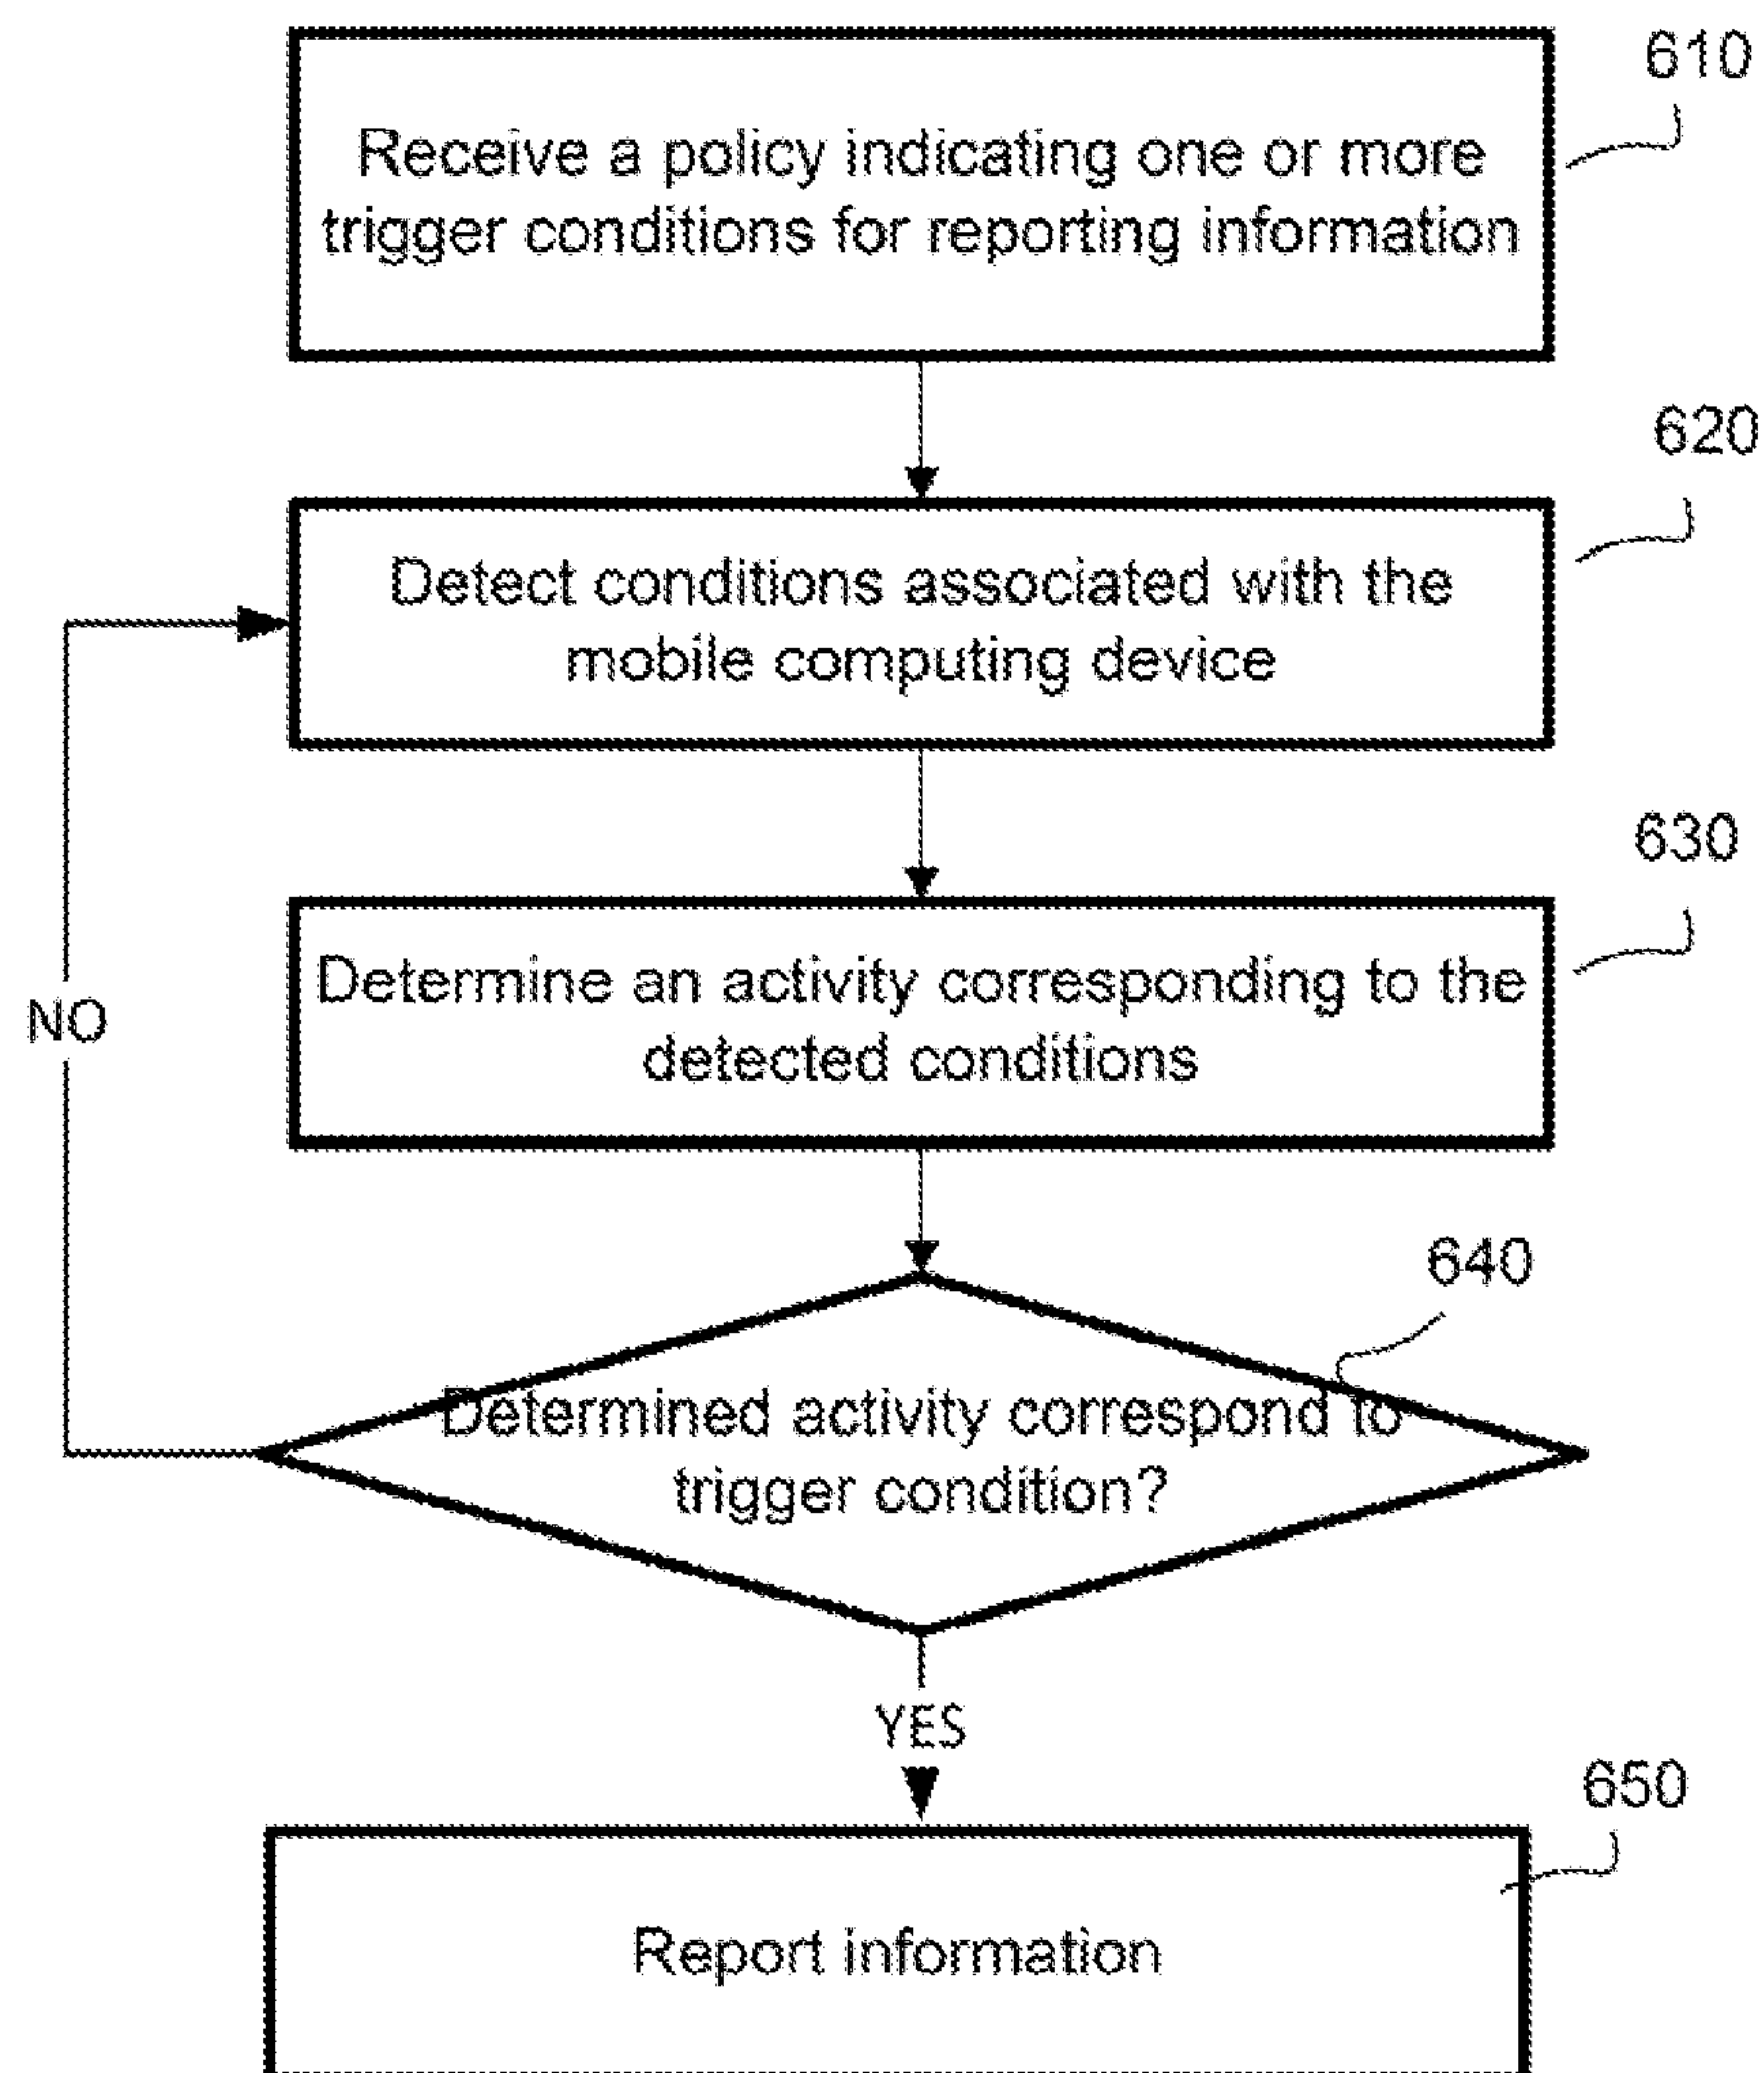 610
Receive a policy indicating one or more
trigger conditions for reporting information
620
Detect conditions associated with the
mobile computing device
630
Determine an activity corresponding to the
detected conditions
NO
640
Determined activity correspond to
trigger condition?
YES
650
Report information